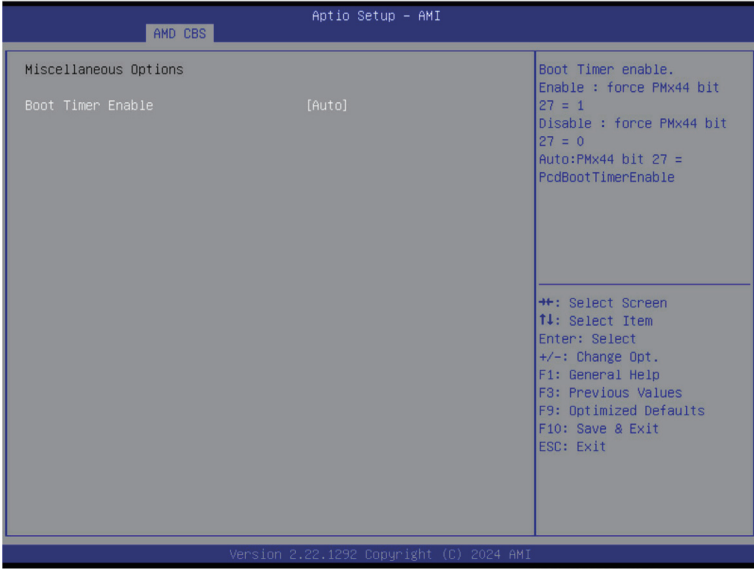 Aptio Setup – AMI
AMD CBS
Miscellaneous Options
Boot Timer Enable [Auto]
Boot Timer enable.
Enable : force PMx44 bit
27 = 1
Disable : force PMx44 bit
27 = 0
Auto:PMx44 bit 27 =
PcdBootTimerEnable
→←: Select Screen
↑↓: Select Item
Enter: Select
+/-: Change Opt.
F1: General Help
F3: Previous Values
F9: Optimized Defaults
F10: Save & Exit
ESC: Exit
Version 2.22.1292 Copyright (C) 2024 AMI